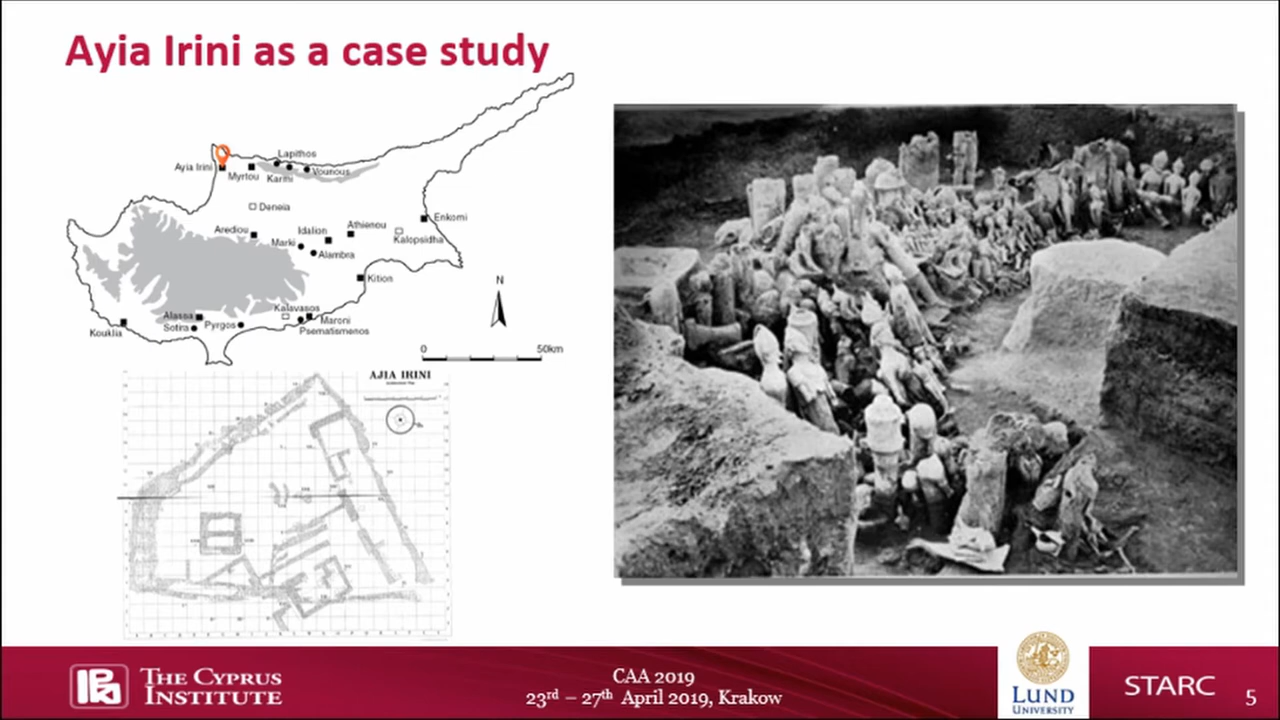 Ayia Irini as a case study
Lapithos
Ayia Irini
Myrtou
Karmi
Vounous
Deneia
Arediou
Idalion
Athienou
Enkomi
Marki
Kalopsidha
Alambra
Kition
N
Alassa
Kalavasos
Kouklia
Sotira
Pyrgos
Maroni
Psematismenos
0
50km
AJIA IRINI
THE CYPRUS
INSTITUTE
CAA 2019
23rd – 27th April 2019, Krakow
LUND
UNIVERSITY
STARC
5